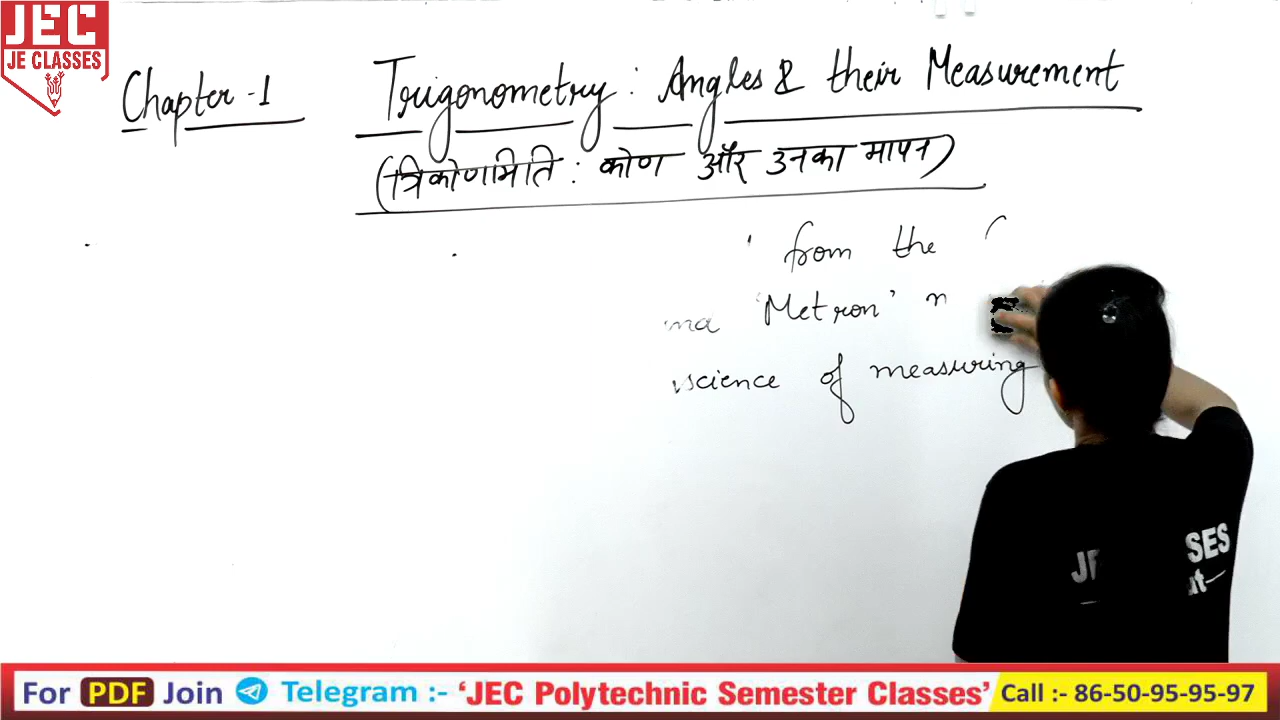 JEC
JE CLASSES
Chapter-1 Trigonometry: Angles & their Measurement
(त्रिकोणमिति: कोण और उनका मापन)
from the
'Metron'
science of measuring
SES
For PDF Join Telegram :- 'JEC Polytechnic Semester Classes' Call :- 86-50-95-95-97